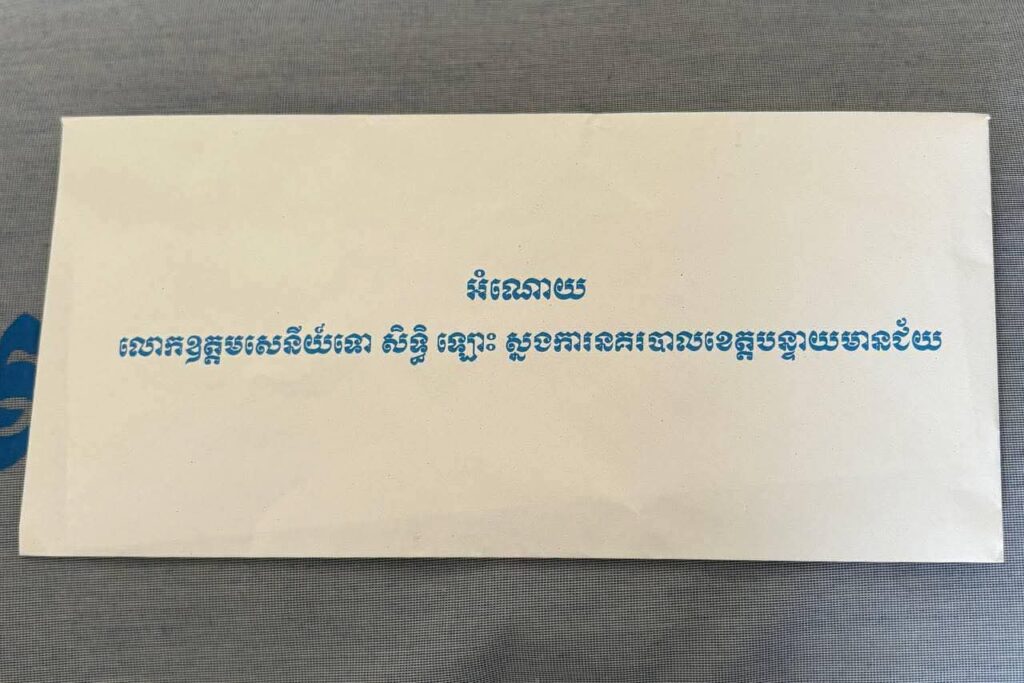 អំណោយ
លោកឧត្តមសេនីយ៍ទោ សិទ្ធិ ឡោះ ស្នងការនគរបាលខេត្តបន្ទាយមានជ័យ